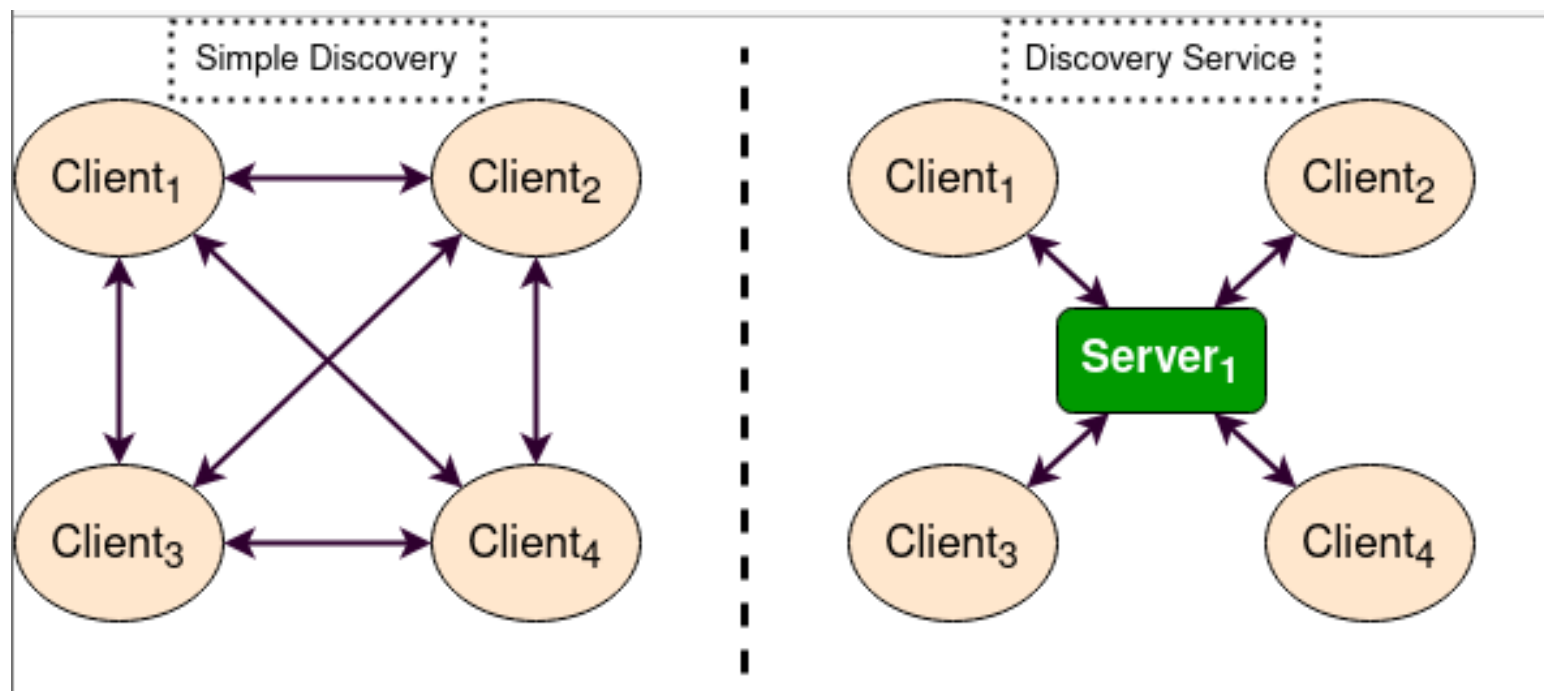 Simple Discovery
Client₁
Client₂
Client₃
Client₄
Discovery Service
Client₁
Client₂
Server₁
Client₃
Client₄